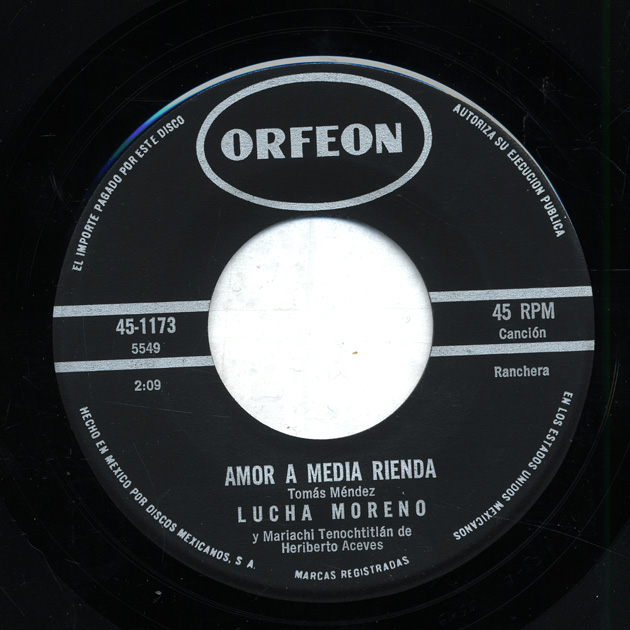 ORFEON
EL IMPORTE PAGADO POR ESTE DISCO
AUTORIZA SU EJECUCION PUBLICA
45-1173
5549
2:09
45 RPM
Canción
Ranchera
AMOR A MEDIA RIENDA
Tomás Méndez
LUCHA MORENO
y Mariachi Tenochtitlán de
Heriberto Aceves
HECHO EN MEXICO POR DISCOS MEXICANOS, S. A.
MARCAS REGISTRADAS
EN LOS ESTADOS UNIDOS MEXICANOS